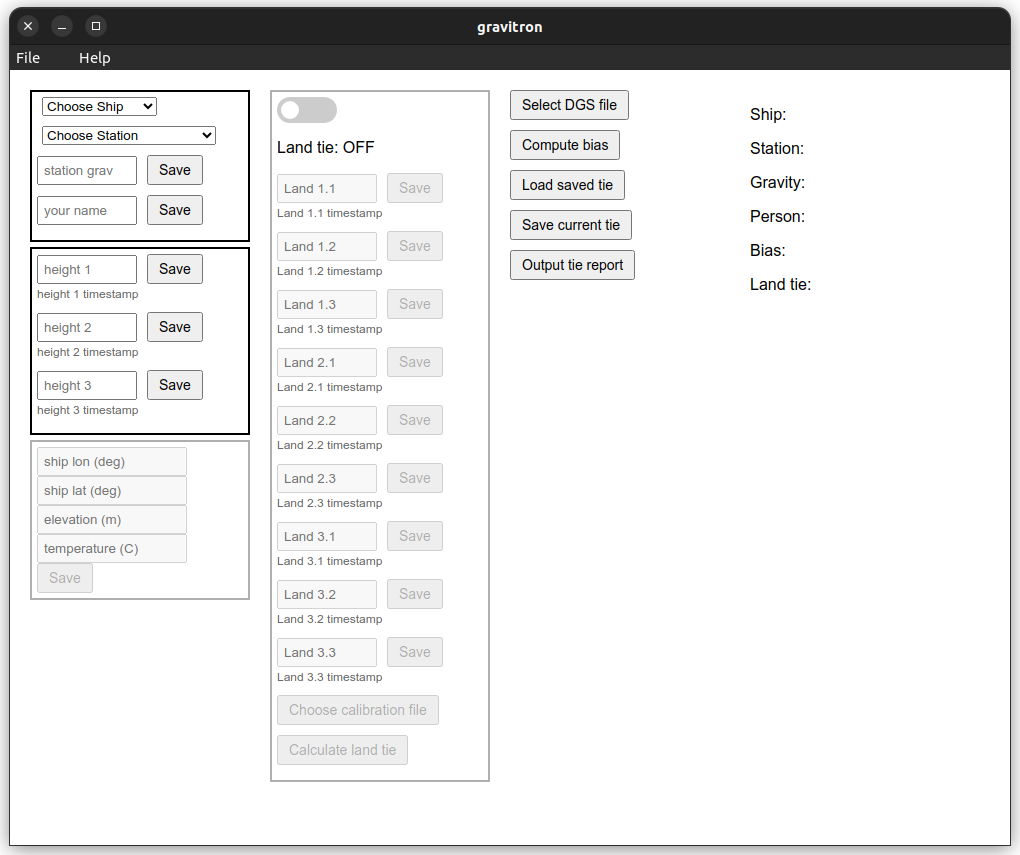 gravitron
File Help
Choose Ship
Choose Station
station grav Save
your name Save
height 1 Save
height 1 timestamp
height 2 Save
height 2 timestamp
height 3 Save
height 3 timestamp
ship lon (deg)
ship lat (deg)
elevation (m)
temperature (C)
Save
Land tie: OFF
Land 1.1 Save
Land 1.1 timestamp
Land 1.2 Save
Land 1.2 timestamp
Land 1.3 Save
Land 1.3 timestamp
Land 2.1 Save
Land 2.1 timestamp
Land 2.2 Save
Land 2.2 timestamp
Land 2.3 Save
Land 2.3 timestamp
Land 3.1 Save
Land 3.1 timestamp
Land 3.2 Save
Land 3.2 timestamp
Land 3.3 Save
Land 3.3 timestamp
Choose calibration file
Calculate land tie
Select DGS file
Compute bias
Load saved tie
Save current tie
Output tie report
Ship:
Station:
Gravity:
Person:
Bias:
Land tie: